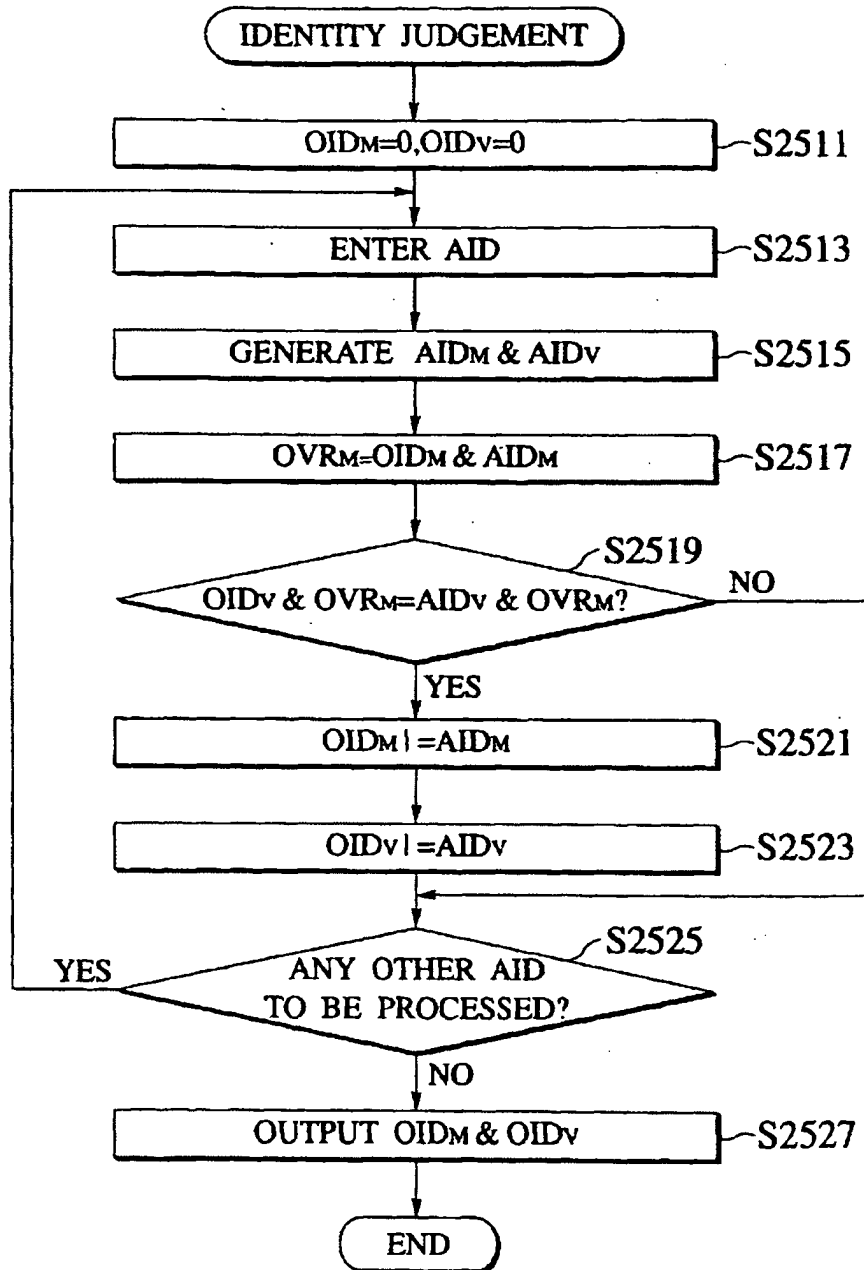 IDENTITY JUDGEMENT
OIDM=0,OIDV=0
S2511
ENTER AID
S2513
GENERATE AIDM & AIDV
S2515
OVRM=OIDM & AIDM
S2517
S2519
OIDV & OVRM=AIDV & OVRM?
NO
YES
OIDM|=AIDM
S2521
OIDV|=AIDV
S2523
S2525
YES
ANY OTHER AID
TO BE PROCESSED?
NO
OUTPUT OIDM & OIDV
S2527
END